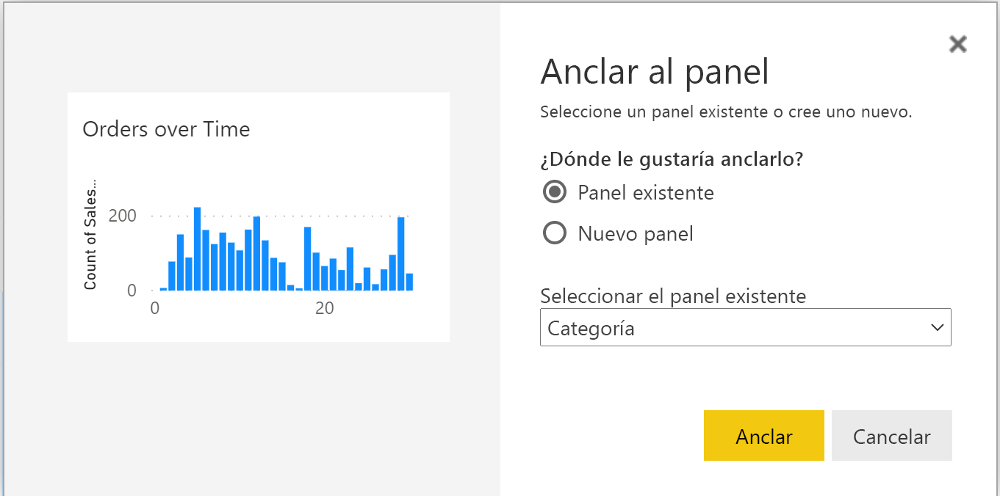 Orders over Time
Count of Sales...
200
0
0
20
Anclar al panel
Seleccione un panel existente o cree uno nuevo.
¿Dónde le gustaría anclarlo?
Panel existente
Nuevo panel
Seleccionar el panel existente
Categoría
Anclar
Cancelar